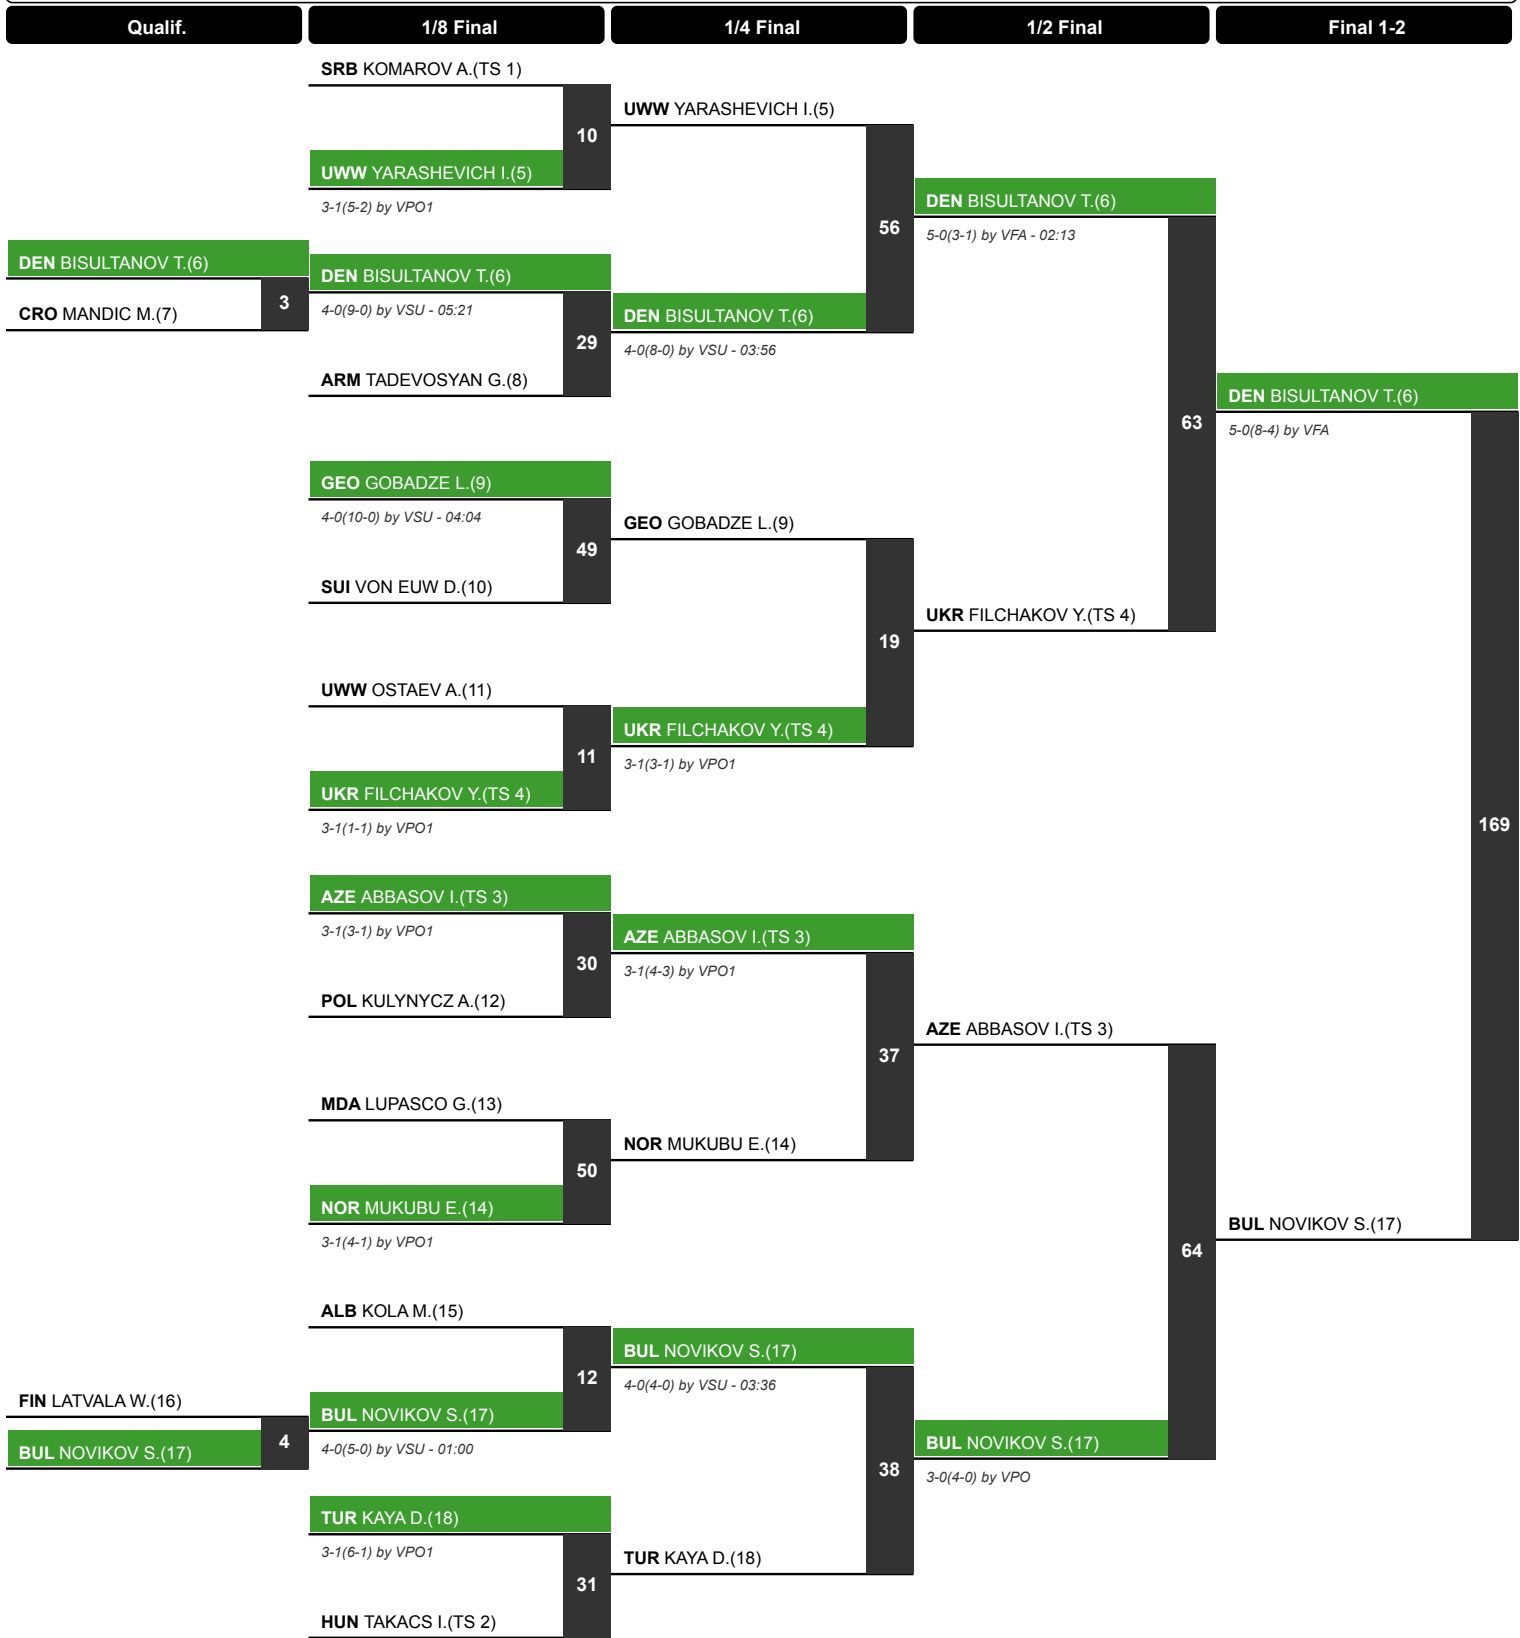 Qualif.
1/8 Final
1/4 Final
1/2 Final
Final 1-2
DEN BISULTANOV T.(6)
3
CRO MANDIC M.(7)
FIN LATVALA W.(16)
4
BUL NOVIKOV S.(17)
SRB KOMAROV A.(TS 1)
10
UWW YARASHEVICH I.(5)
3-1(5-2) by VPO1
DEN BISULTANOV T.(6)
4-0(9-0) by VSU - 05:21
29
ARM TADEVOSYAN G.(8)
GEO GOBADZE L.(9)
4-0(10-0) by VSU - 04:04
49
SUI VON EUW D.(10)
UWW OSTAEV A.(11)
11
UKR FILCHAKOV Y.(TS 4)
3-1(1-1) by VPO1
AZE ABBASOV I.(TS 3)
3-1(3-1) by VPO1
30
POL KULYNYCZ A.(12)
MDA LUPASCO G.(13)
50
NOR MUKUBU E.(14)
3-1(4-1) by VPO1
ALB KOLA M.(15)
12
BUL NOVIKOV S.(17)
4-0(5-0) by VSU - 01:00
TUR KAYA D.(18)
3-1(6-1) by VPO1
31
HUN TAKACS I.(TS 2)
UWW YARASHEVICH I.(5)
56
DEN BISULTANOV T.(6)
4-0(8-0) by VSU - 03:56
GEO GOBADZE L.(9)
19
UKR FILCHAKOV Y.(TS 4)
3-1(3-1) by VPO1
AZE ABBASOV I.(TS 3)
3-1(4-3) by VPO1
37
NOR MUKUBU E.(14)
BUL NOVIKOV S.(17)
4-0(4-0) by VSU - 03:36
38
TUR KAYA D.(18)
DEN BISULTANOV T.(6)
5-0(3-1) by VFA - 02:13
63
UKR FILCHAKOV Y.(TS 4)
AZE ABBASOV I.(TS 3)
64
BUL NOVIKOV S.(17)
3-0(4-0) by VPO
DEN BISULTANOV T.(6)
5-0(8-4) by VFA
169
BUL NOVIKOV S.(17)